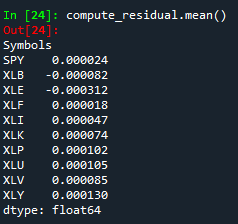 In [24]: compute_residual.mean()
Out[24]:
Symbols
SPY    0.000024
XLB   -0.000082
XLE   -0.000312
XLF    0.000018
XLI    0.000047
XLK    0.000074
XLP    0.000102
XLU    0.000105
XLV    0.000085
XLY    0.000130
dtype: float64